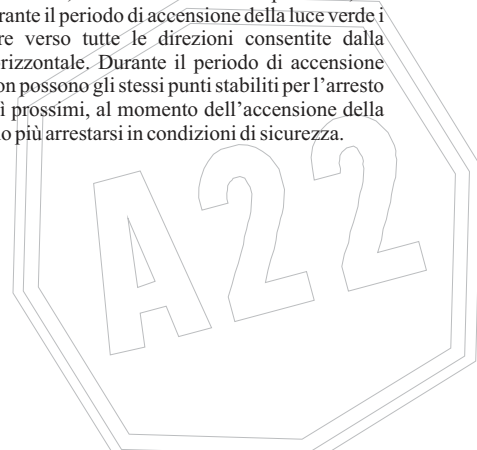 rante il periodo di accensione della luce verde i
re verso tutte le direzioni consentite dalla
rizzontale. Durante il periodo di accensione
on possono gli stessi punti stabiliti per l'arresto
ì prossimi, al momento dell'accensione della
o più arrestarsi in condizioni di sicurezza.
A22